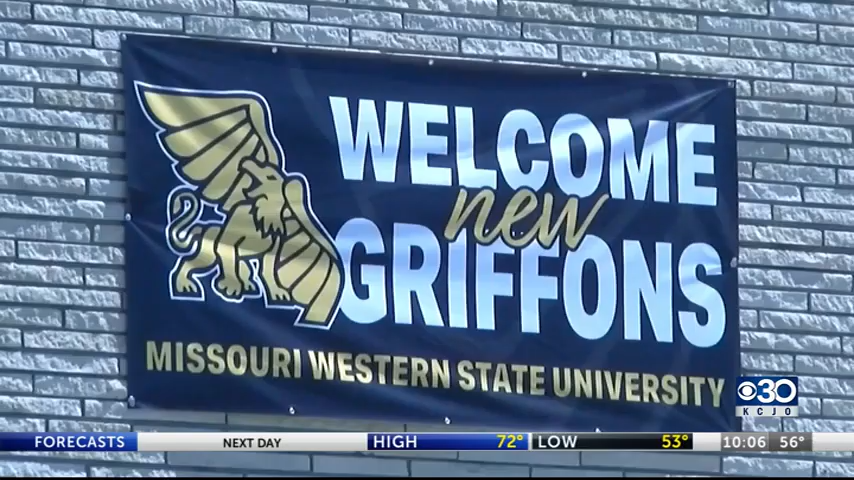 WELCOME
new
GRIFFONS
MISSOURI WESTERN STATE UNIVERSITY
30
KCJO
FORECASTS NEXT DAY HIGH 72° LOW 53° 10:06 56°